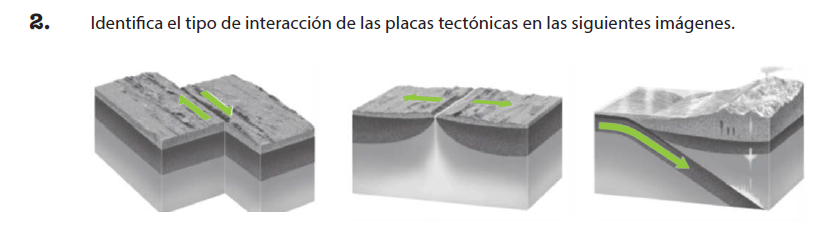 2. Identifica el tipo de interacción de las placas tectónicas en las siguientes imágenes.